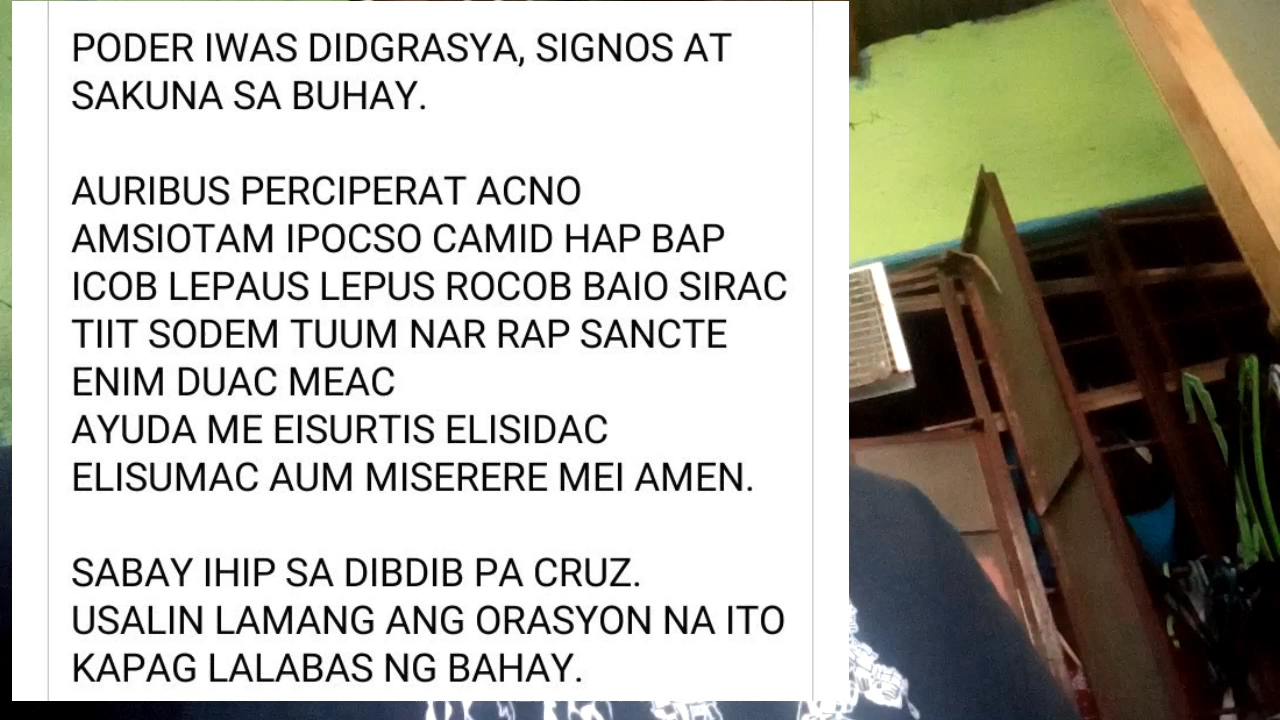 PODER IWAS DIDGRASYA, SIGNOS AT
SAKUNA SA BUHAY.
AURIBUS PERCIPERAT ACNO
AMSIOTAM IPOCSO CAMID HAP BAP
ICOB LEPAUS LEPUS ROCOB BAIO SIRAC
TIIT SODEM TUUM NAR RAP SANCTE
ENIM DUAC MEAC
AYUDA ME EISURTIS ELISIDAC
ELISUMAC AUM MISERERE MEI AMEN.
SABAY IHIP SA DIBDIB PA CRUZ.
USALIN LAMANG ANG ORASYON NA ITO
KAPAG LALABAS NG BAHAY.